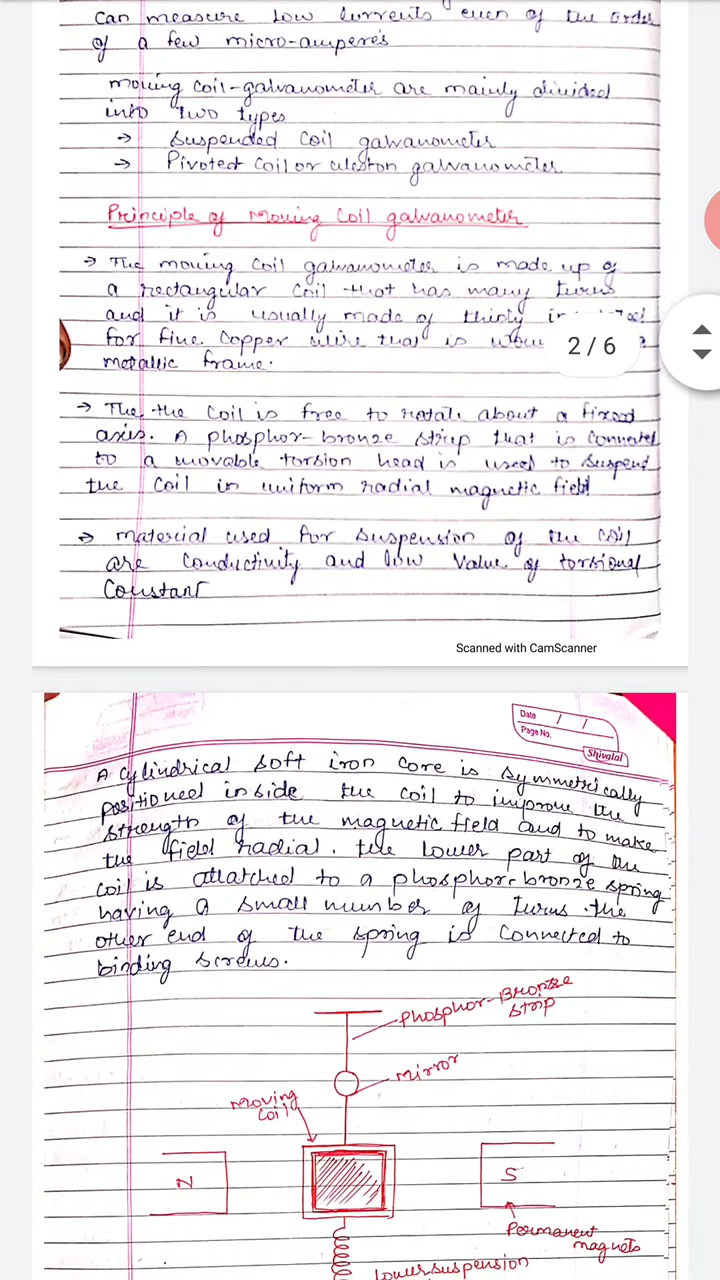 Can measure low currents even of the order
of a few micro-amperes
moving coil-galvanometer are mainly divided
into two types
→ Suspended coil galvanometer
→ Pivoted coil or weston galvanometer
Principle of Moving Coil galvanometer
→ The moving coil galvanometer is made up of
a rectangular coil that has many turns
and it is usually made of thinly
for fine copper wire that is
metallic frame.
2 / 6
→ The the coil is free to rotate about a fixed
axis. A phosphor-bronze strip that is connected
to a movable torsion head is used to suspend
the coil in uniform radial magnetic field
→ material used for suspension of the coil
are conductivity and low value of torsional
constant
Scanned with CamScanner
Date / /
Page No.
Shivalal
A cylindrical soft iron core is symmetrically
positioned in side the coil to improve the
strength of the magnetic field and to make
the field radial. the lower part of the
coil is attatched to a phosphor-bronze spring
having a small number of turns. the
other end of the spring is connected to
binding screws.
Phosphor-Bronze
strip
mirror
moving
coil
N
S
Permanent
magnets
Lower suspension